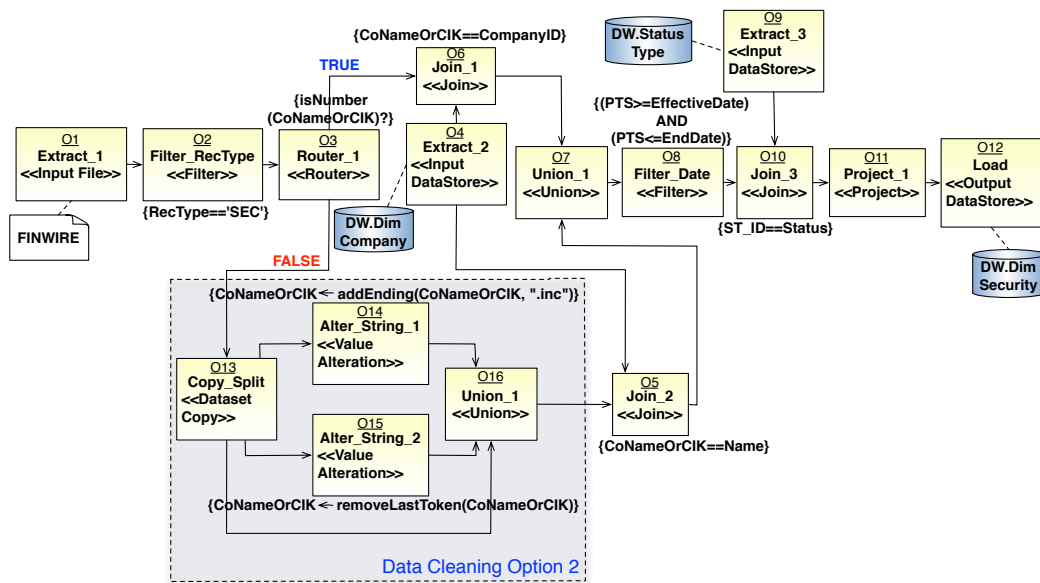 O9
Extract_3
<<Input
DataStore>>
DW.Status
Type
{CoNameOrCIK==CompanyID}
O6
Join_1
<<Join>>
TRUE
{isNumber
(CoNameOrCIK)?}
{(PTS>=EffectiveDate)
AND
(PTS<=EndDate)}
O1
Extract_1
<<Input File>>
O2
Filter_RecType
<<Filter>>
O3
Router_1
<<Router>>
O4
Extract_2
<<Input
DataStore>>
O7
Union_1
<<Union>>
O8
Filter_Date
<<Filter>>
O10
Join_3
<<Join>>
O11
Project_1
<<Project>>
O12
Load
<<Output
DataStore>>
{RecType=='SEC'}
FINWIRE
DW.Dim
Company
{ST_ID==Status}
DW.Dim
Security
FALSE
{CoNameOrCIK← addEnding(CoNameOrCIK, ".inc")}
O14
Alter_String_1
<<Value
Alteration>>
O13
Copy_Split
<<Dataset
Copy>>
O16
Union_1
<<Union>>
O5
Join_2
<<Join>>
{CoNameOrCIK==Name}
O15
Alter_String_2
<<Value
Alteration>>
{CoNameOrCIK← removeLastToken(CoNameOrCIK)}
Data Cleaning Option 2